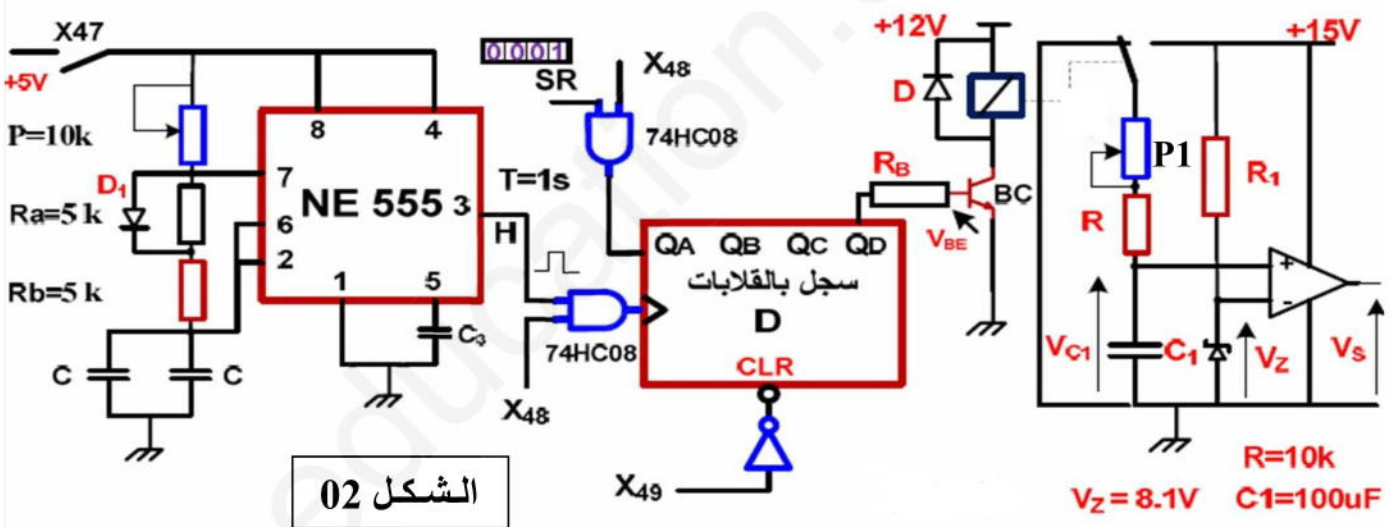 X47
+5V
P=10k
D1
Ra=5 k
Rb=5 k
C
C
8
4
7
6
2
NE 555
3
1
5
C3
H
T=1s
0001
SR
X48
74HC08
74HC08
X48
QA QB QC QD
سجل بالقلابات
D
CLR
X49
RB
VBE
BC
+12V
D
+15V
P1
R
R1
+
-
VC1
C1
VZ
VS
R=10k
VZ = 8.1V C1=100uF
الشكل 02
education.